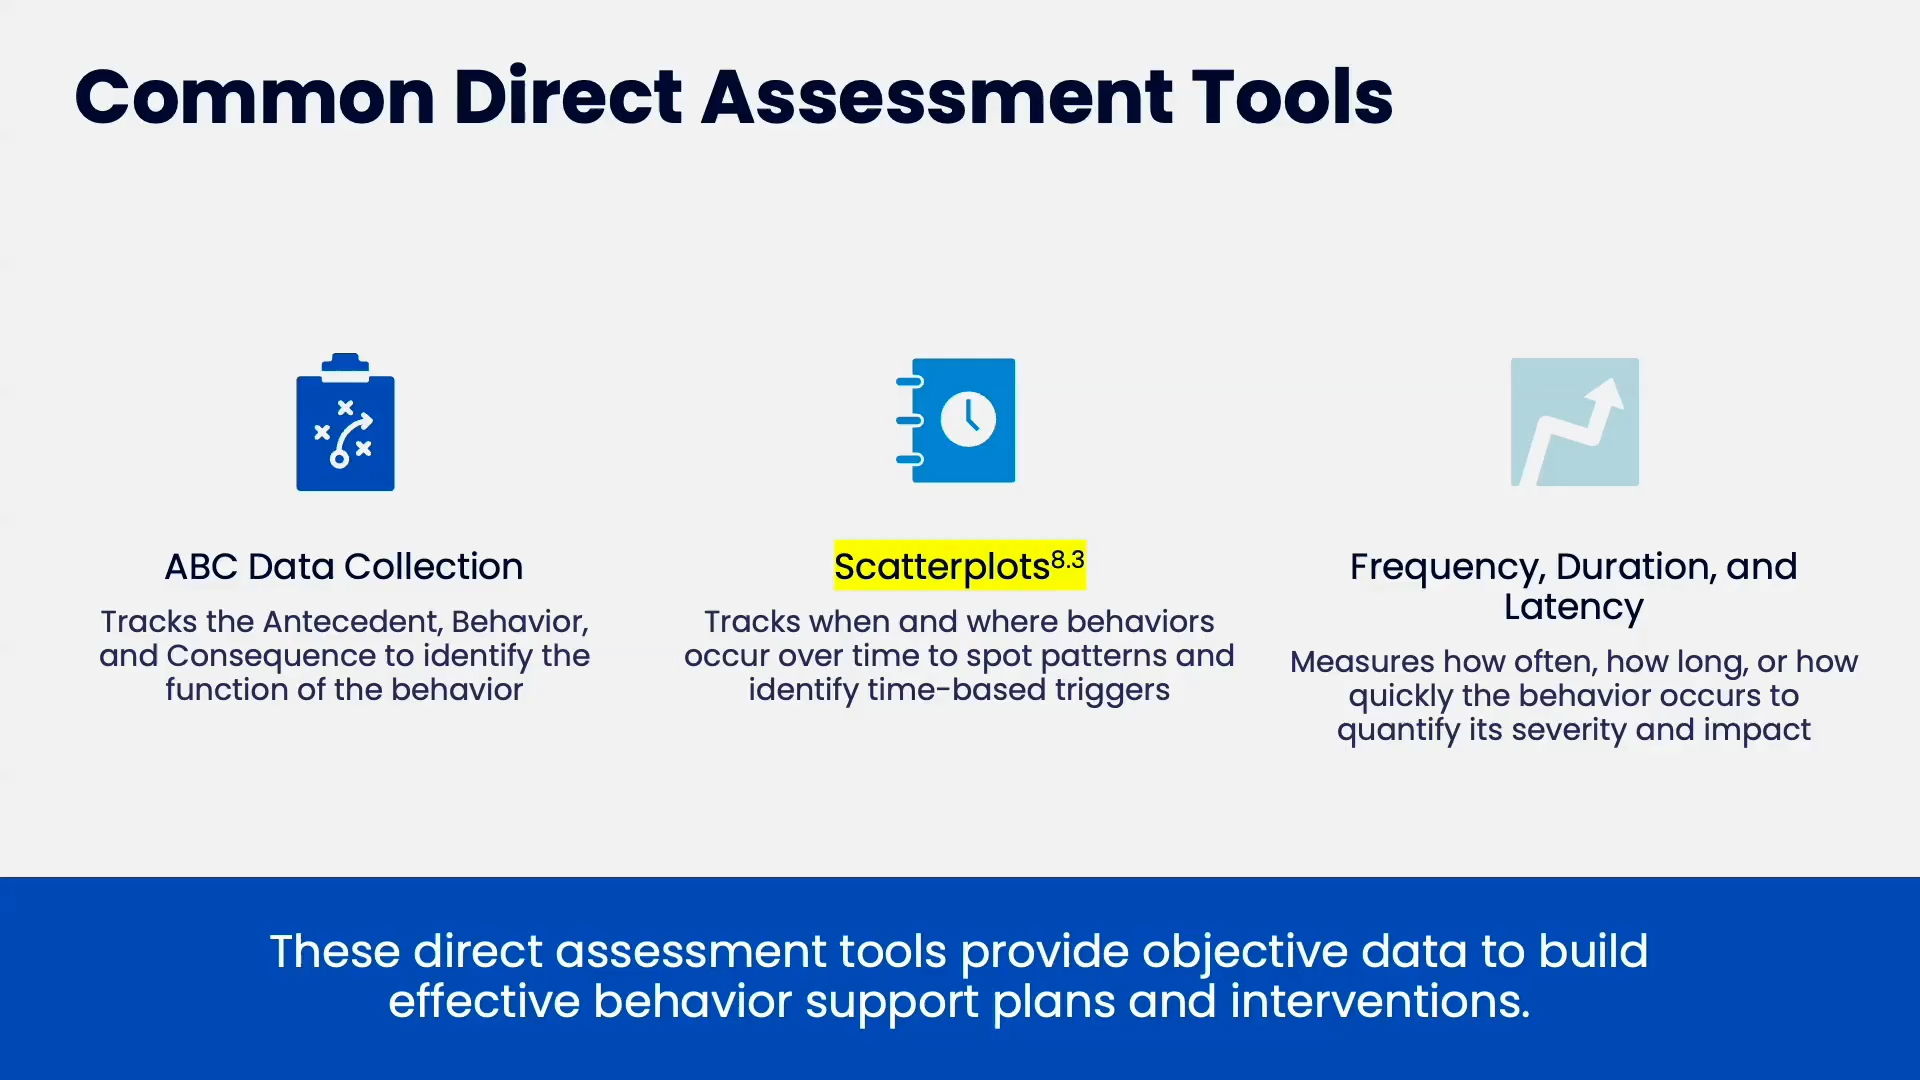 Common Direct Assessment Tools
ABC Data Collection
Tracks the Antecedent, Behavior,
and Consequence to identify the
function of the behavior
Scatterplots8.3
Tracks when and where behaviors
occur over time to spot patterns and
identify time-based triggers
Frequency, Duration, and
Latency
Measures how often, how long, or how
quickly the behavior occurs to
quantify its severity and impact
These direct assessment tools provide objective data to build
effective behavior support plans and interventions.